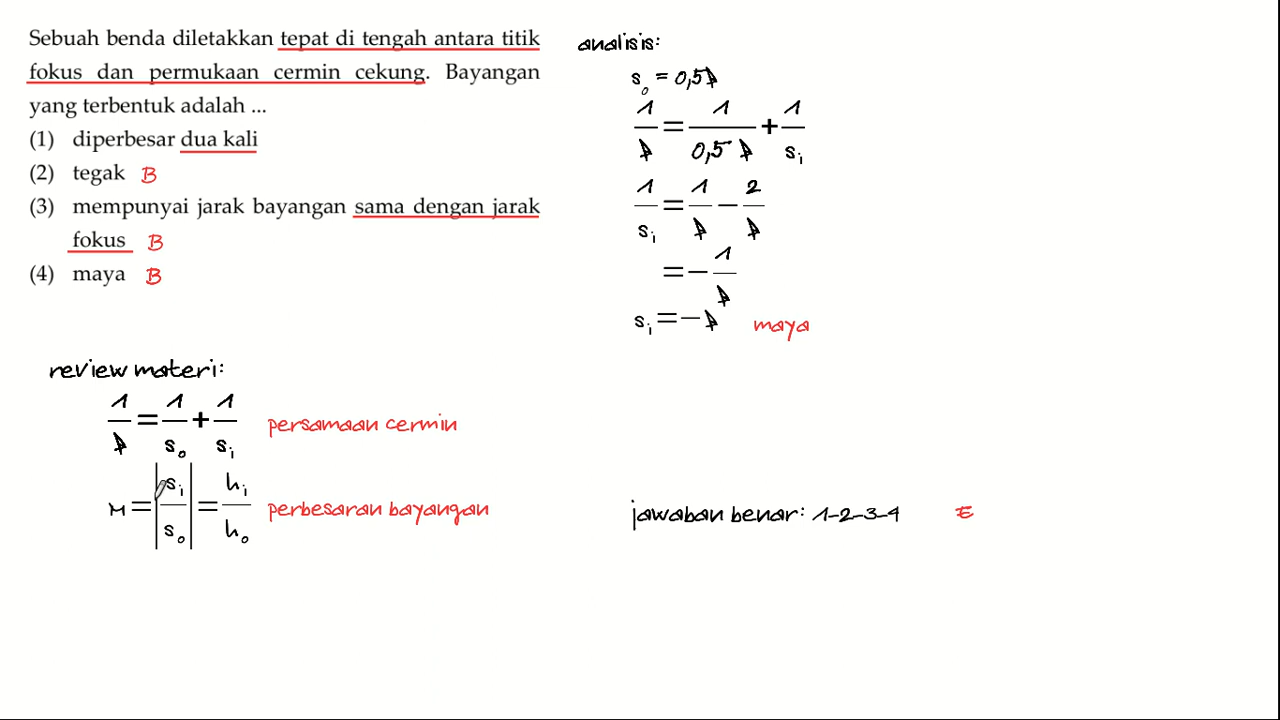 Sebuah benda diletakkan tepat di tengah antara titik
fokus dan permukaan cermin cekung. Bayangan
yang terbentuk adalah ...
(1) diperbesar dua kali
(2) tegak B
(3) mempunyai jarak bayangan sama dengan jarak
fokus B
(4) maya B
review materi:
1/f = 1/s₀ + 1/sᵢ persamaan cermin
M = |sᵢ/s₀| = hᵢ/h₀ perbesaran bayangan
analisis:
s₀ = 0,5f
1/f = 1/0,5 f + 1/sᵢ
1/sᵢ = 1/f − 2/f
= − 1/f
sᵢ = −f maya
jawaban benar: 1-2-3-4 E